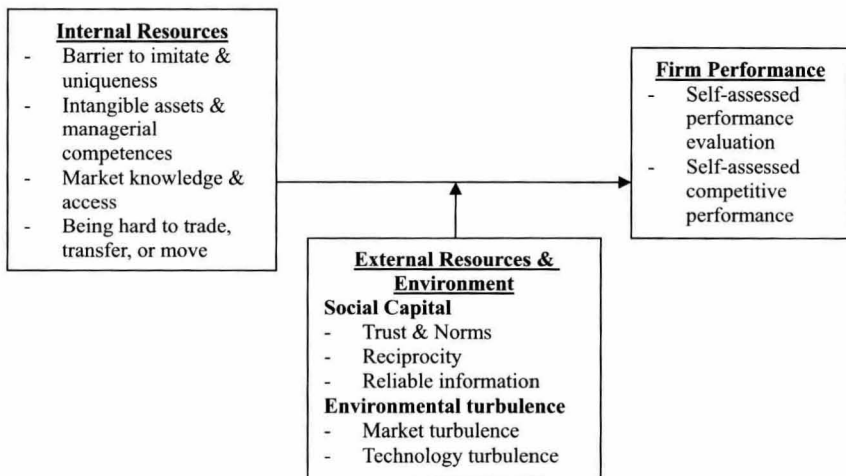 Internal Resources
- Barrier to imitate &
uniqueness
- Intangible assets &
managerial
competences
- Market knowledge &
access
- Being hard to trade,
transfer, or move
Firm Performance
- Self-assessed
performance
evaluation
- Self-assessed
competitive
performance
External Resources &
Environment
Social Capital
- Trust & Norms
- Reciprocity
- Reliable information
Environmental turbulence
- Market turbulence
- Technology turbulence